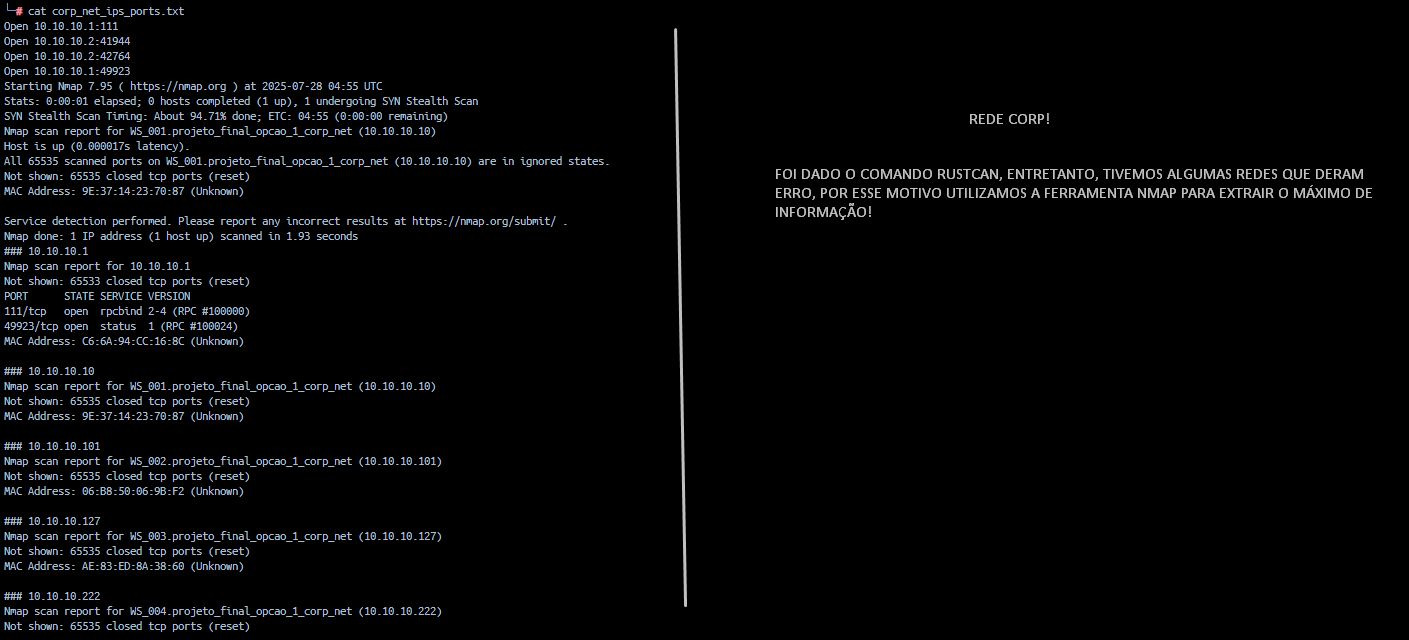 └─# cat corp_net_ips_ports.txt
Open 10.10.10.1:111
Open 10.10.10.2:41944
Open 10.10.10.2:42764
Open 10.10.10.1:49923
Starting Nmap 7.95 ( https://nmap.org ) at 2025-07-28 04:55 UTC
Stats: 0:00:01 elapsed; 0 hosts completed (1 up), 1 undergoing SYN Stealth Scan
SYN Stealth Scan Timing: About 94.71% done; ETC: 04:55 (0:00:00 remaining)
Nmap scan report for WS_001.projeto_final_opcao_1_corp_net (10.10.10.10)
Host is up (0.000017s latency).
All 65535 scanned ports on WS_001.projeto_final_opcao_1_corp_net (10.10.10.10) are in ignored states.
Not shown: 65535 closed tcp ports (reset)
MAC Address: 9E:37:14:23:70:87 (Unknown)

Service detection performed. Please report any incorrect results at https://nmap.org/submit/ .
Nmap done: 1 IP address (1 host up) scanned in 1.93 seconds
### 10.10.10.1
Nmap scan report for 10.10.10.1
Not shown: 65533 closed tcp ports (reset)
PORT      STATE SERVICE VERSION
111/tcp   open  rpcbind 2-4 (RPC #100000)
49923/tcp open  status  1 (RPC #100024)
MAC Address: C6:6A:94:CC:16:8C (Unknown)

### 10.10.10.10
Nmap scan report for WS_001.projeto_final_opcao_1_corp_net (10.10.10.10)
Not shown: 65535 closed tcp ports (reset)
MAC Address: 9E:37:14:23:70:87 (Unknown)

### 10.10.10.101
Nmap scan report for WS_002.projeto_final_opcao_1_corp_net (10.10.10.101)
Not shown: 65535 closed tcp ports (reset)
MAC Address: 06:B8:50:06:9B:F2 (Unknown)

### 10.10.10.127
Nmap scan report for WS_003.projeto_final_opcao_1_corp_net (10.10.10.127)
Not shown: 65535 closed tcp ports (reset)
MAC Address: AE:83:ED:8A:38:60 (Unknown)

### 10.10.10.222
Nmap scan report for WS_004.projeto_final_opcao_1_corp_net (10.10.10.222)
Not shown: 65535 closed tcp ports (reset)

REDE CORP!
FOI DADO O COMANDO RUSTCAN, ENTRETANTO, TIVEMOS ALGUMAS REDES QUE DERAM
ERRO, POR ESSE MOTIVO UTILIZAMOS A FERRAMENTA NMAP PARA EXTRAIR O MÁXIMO DE
INFORMAÇÃO!